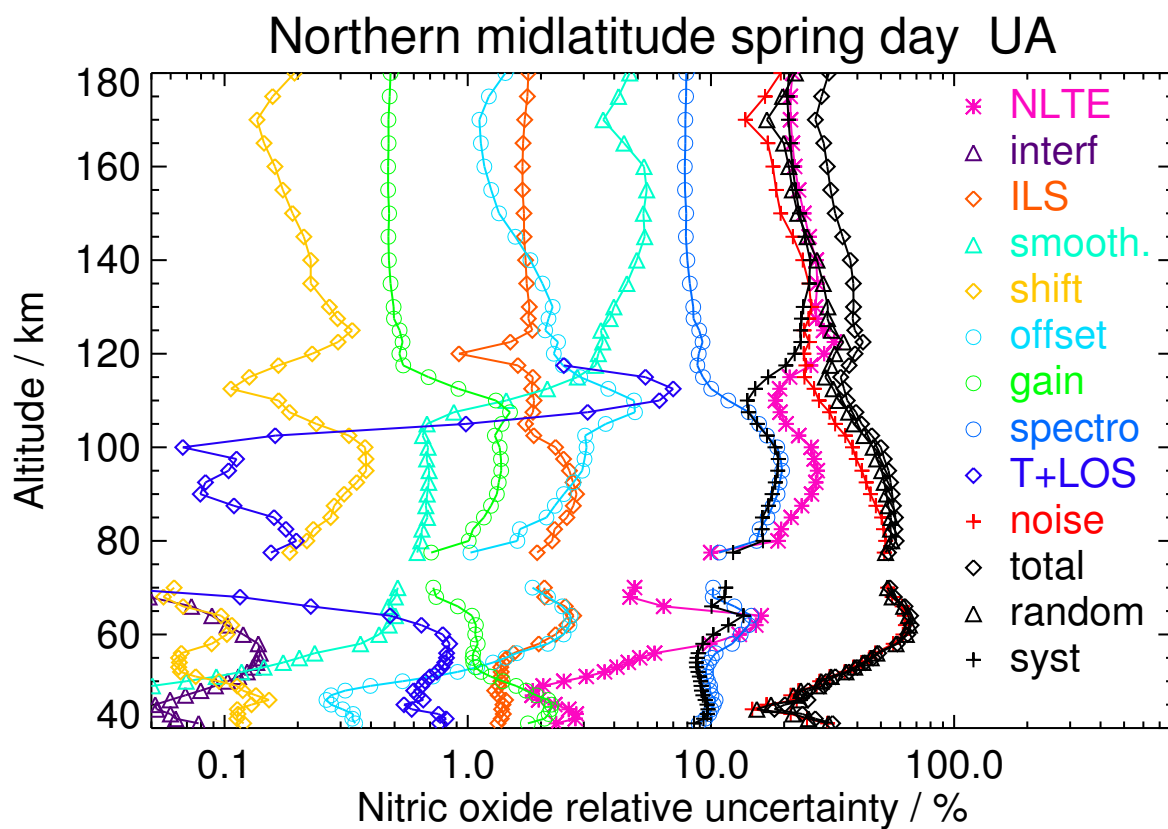 Northern midlatitude spring day UA
180
160
140
120
100
80
60
40
Altitude / km
NLTE
interf
ILS
smooth.
shift
offset
gain
spectro
T+LOS
noise
total
random
syst
0.1
1.0
10.0
100.0
Nitric oxide relative uncertainty / %